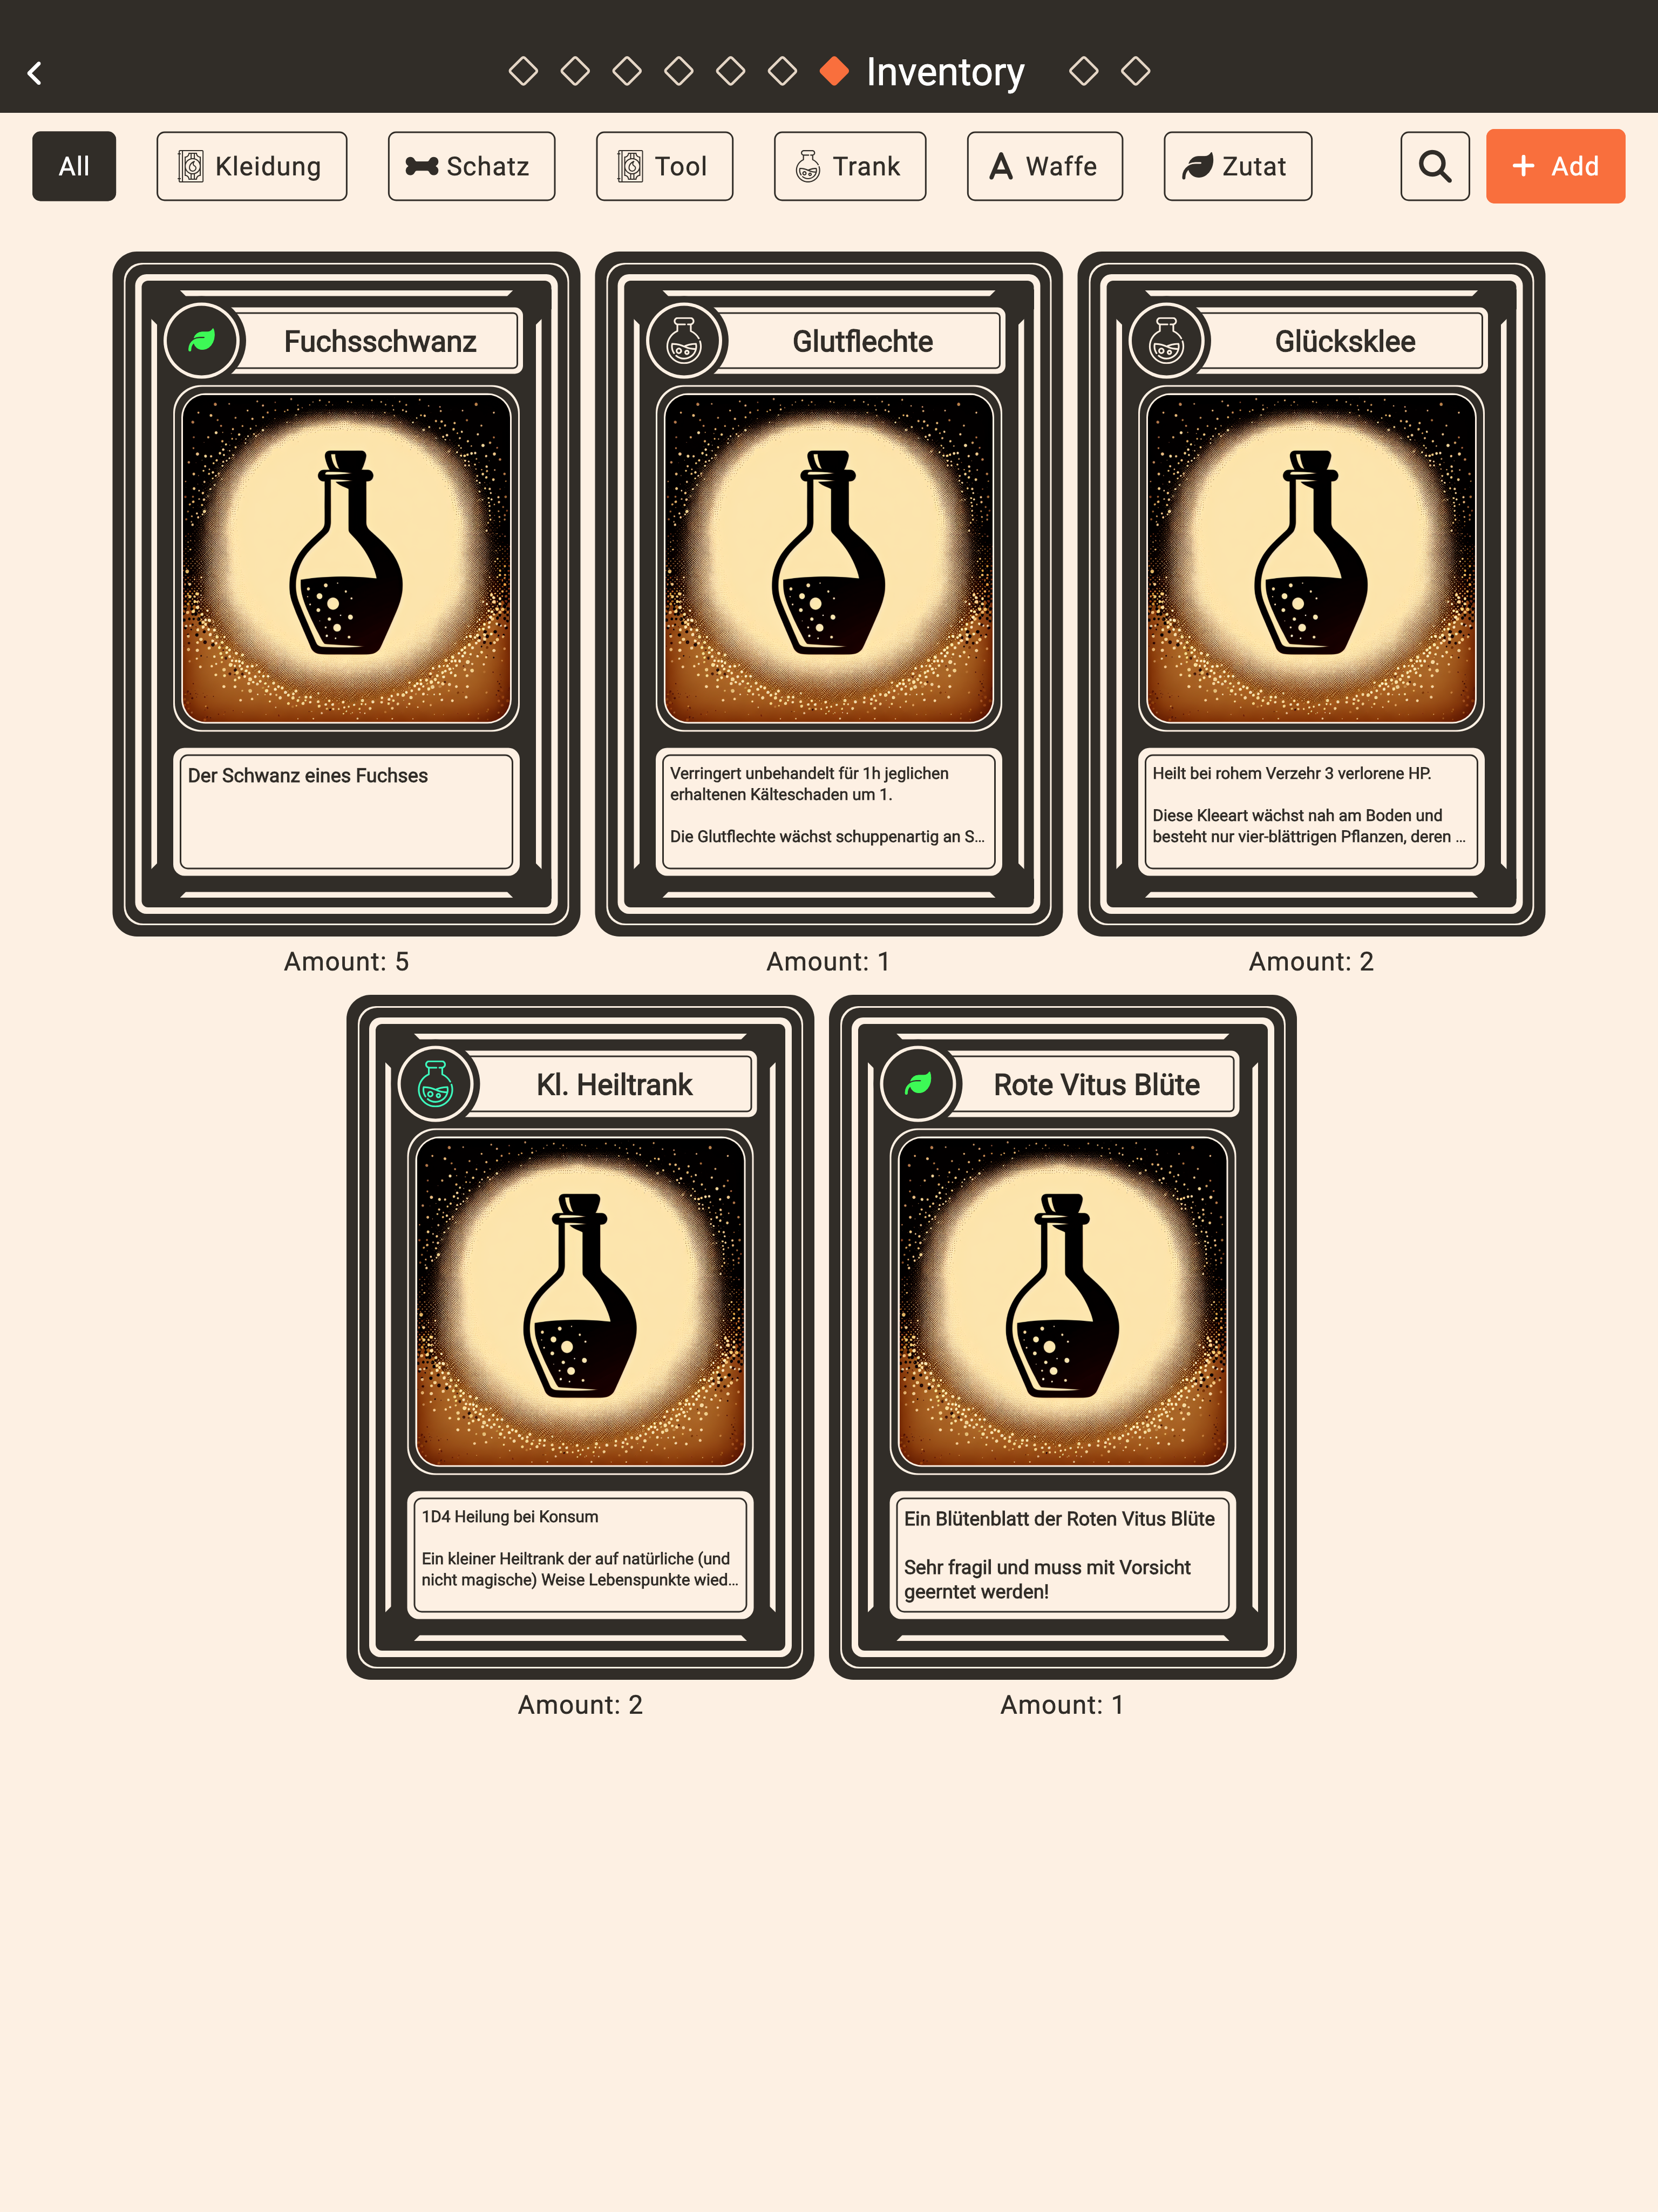 Inventory
All
Kleidung
Schatz
Tool
Trank
Waffe
Zutat
+ Add
Fuchsschwanz
Der Schwanz eines Fuchses
Amount: 5
Glutflechte
Verringert unbehandelt für 1h jeglichen
erhaltenen Kälteschaden um 1.
Die Glutflechte wächst schuppenartig an S...
Amount: 1
Glücksklee
Heilt bei rohem Verzehr 3 verlorene HP.
Diese Kleeart wächst nah am Boden und
besteht nur vier-blättrigen Pflanzen, deren ...
Amount: 2
Kl. Heiltrank
1D4 Heilung bei Konsum
Ein kleiner Heiltrank der auf natürliche (und
nicht magische) Weise Lebenspunkte wied...
Amount: 2
Rote Vitus Blüte
Ein Blütenblatt der Roten Vitus Blüte
Sehr fragil und muss mit Vorsicht
geerntet werden!
Amount: 1